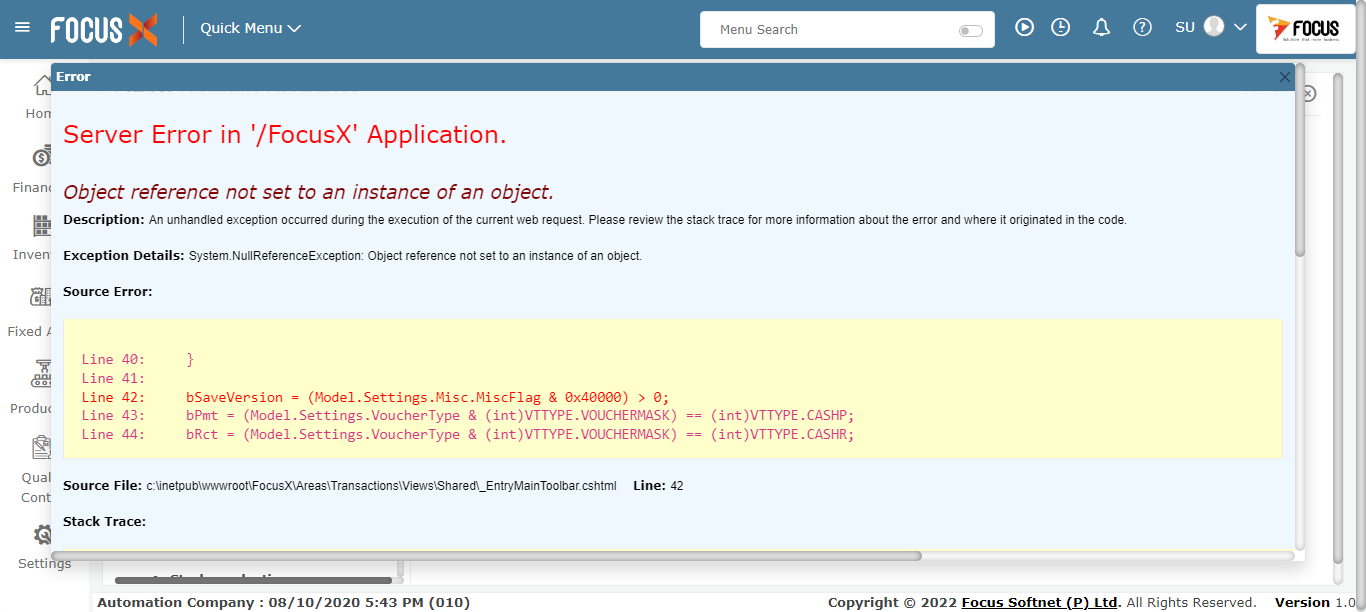 FOCUS X
Quick Menu
Menu Search
SU
FOCUS
Error
Server Error in '/FocusX' Application.
Hom
Object reference not set to an instance of an object.
Financ
Description: An unhandled exception occurred during the execution of the current web request. Please review the stack trace for more information about the error and where it originated in the code.
Inven
Exception Details: System.NullReferenceException: Object reference not set to an instance of an object.
Source Error:
Fixed A
Line 40: }
Line 41:
Line 42: bSaveVersion = (Model.Settings.Misc.MiscFlag & 0x40000) > 0;
Produc
Line 43: bPmt = (Model.Settings.VoucherType & (int)VTTYPE.VOUCHERMASK) == (int)VTTYPE.CASHP;
Line 44: bRct = (Model.Settings.VoucherType & (int)VTTYPE.VOUCHERMASK) == (int)VTTYPE.CASHR;
Qual
Cont
Source File: c:\inetpub\wwwroot\FocusX\Areas\Transactions\Views\Shared\_EntryMainToolbar.cshtml Line: 42
Stack Trace:
Settings
Automation Company : 08/10/2020 5:43 PM (010)
Copyright © 2022 Focus Softnet (P) Ltd. All Rights Reserved. Version 1.0